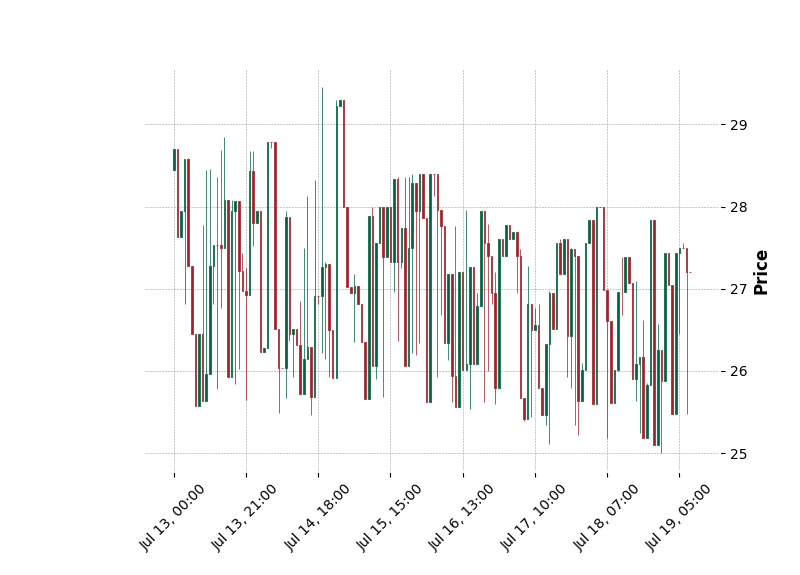 29
28
27
26
25
Price
Jul 13, 00:00
Jul 13, 21:00
Jul 14, 18:00
Jul 15, 15:00
Jul 16, 13:00
Jul 17, 10:00
Jul 18, 07:00
Jul 19, 05:00